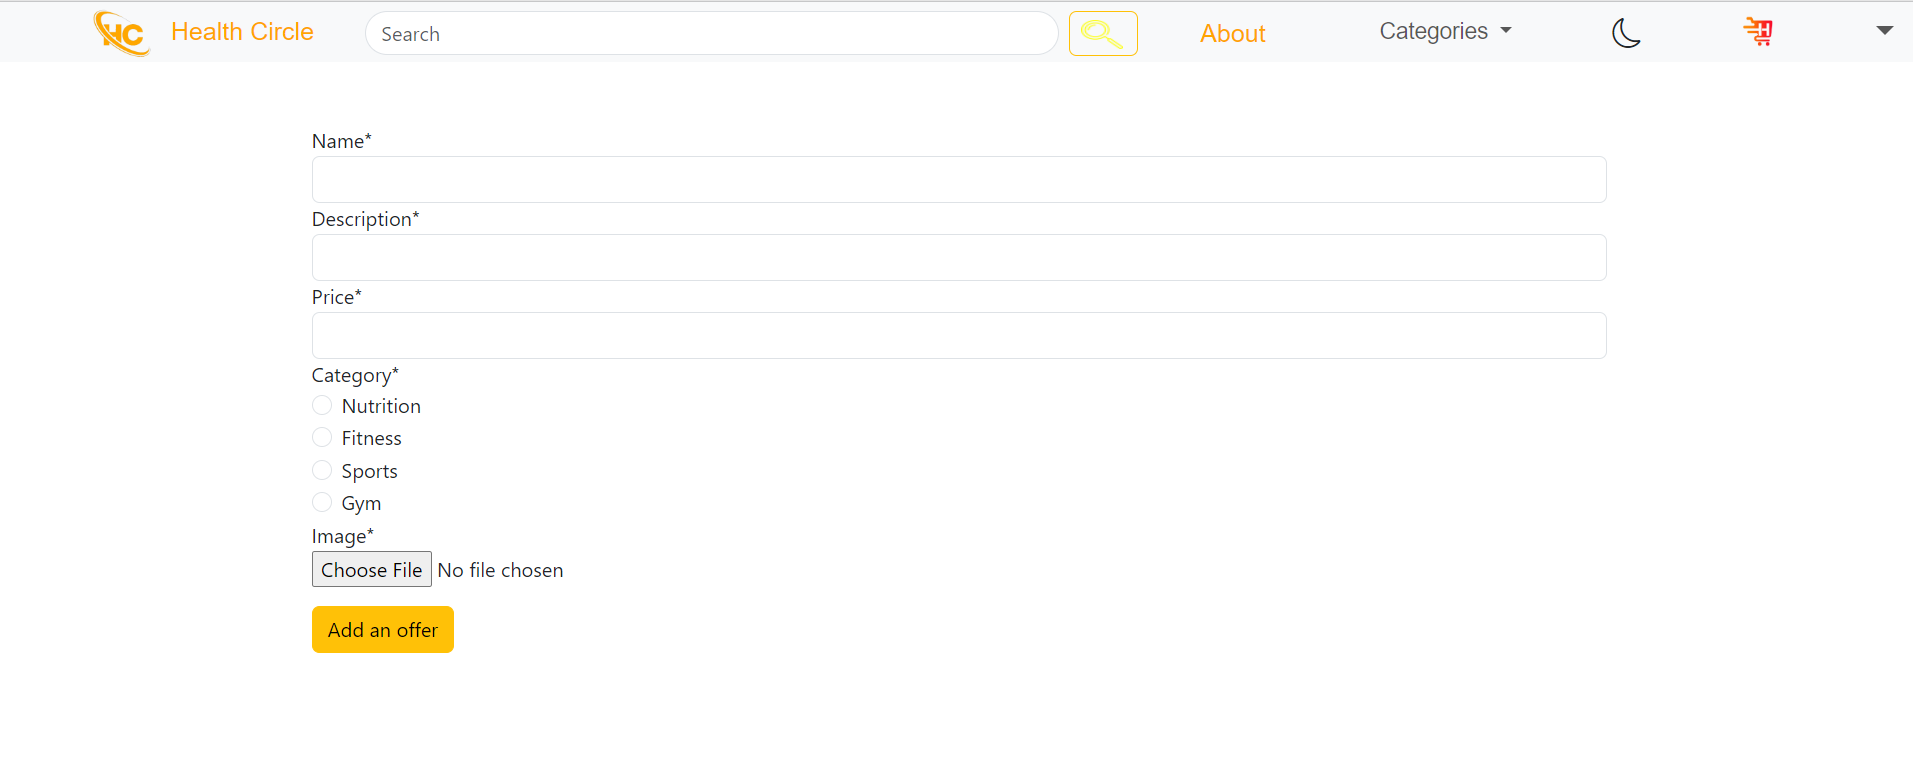 HC Health Circle Search About Categories H
Name*
Description*
Price*
Category*
Nutrition
Fitness
Sports
Gym
Image*
Choose File No file chosen
Add an offer